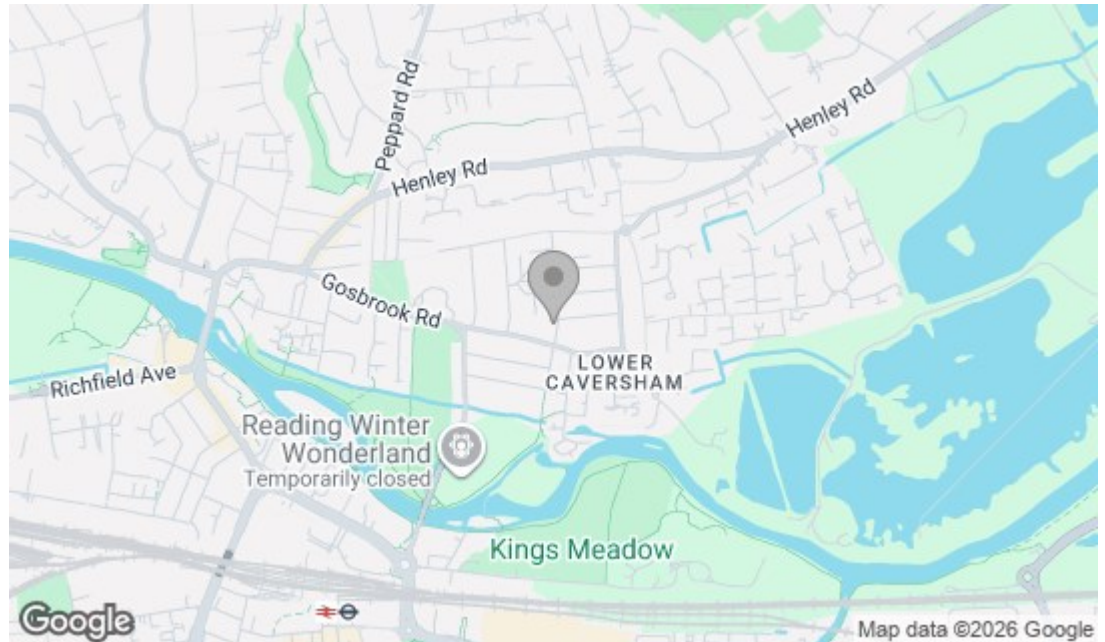 Peppard Rd
Henley Rd
Henley Rd
Gosbrook Rd
LOWER
CAVERSHAM
Richfield Ave
Reading Winter
Wonderland
Temporarily closed
Kings Meadow
Google
Map data ©2026 Google